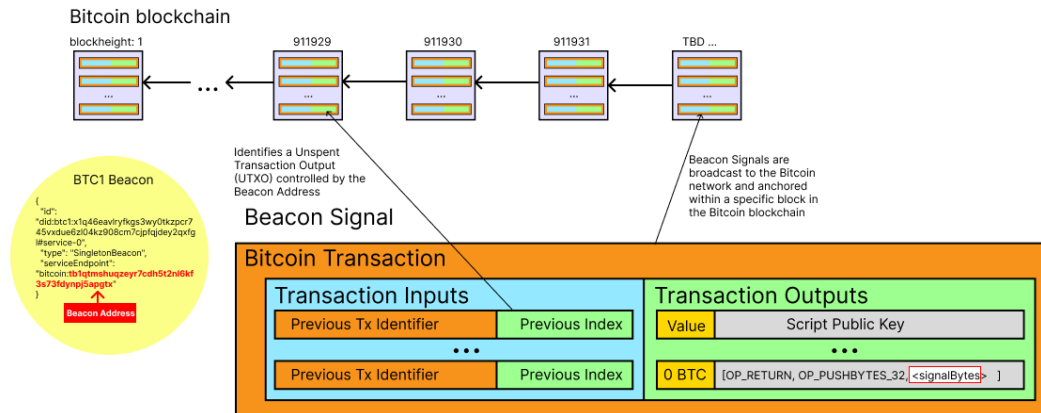 Bitcoin blockchain
blockheight: 1
911929
911930
911931
TBD ...
...
...
...
...
...
...
Identifies a Unspent
Transaction Output
(UTXO) controlled by the
Beacon Address
Beacon Signals are
broadcast to the Bitcoin
network and anchored
within a specific block in
the Bitcoin blockchain
BTC1 Beacon
{
"id":
"did:btc1:x1q46eavlryfkgs3wy0tkzpcr7
45vxdue6zl04kz908cm7cjpfqjdey2qxfg
l#service-0",
"type": "SingletonBeacon",
"serviceEndpoint":
"bitcoin:tb1qtmshuqzeyr7cdh5t2nl6kf
3s73fdynpj5apgtx"
}
Beacon Address
Beacon Signal
Bitcoin Transaction
Transaction Inputs
Previous Tx Identifier Previous Index
...
Previous Tx Identifier Previous Index
Transaction Outputs
Value Script Public Key
...
0 BTC [OP_RETURN, OP_PUSHBYTES_32, <signalBytes> ]